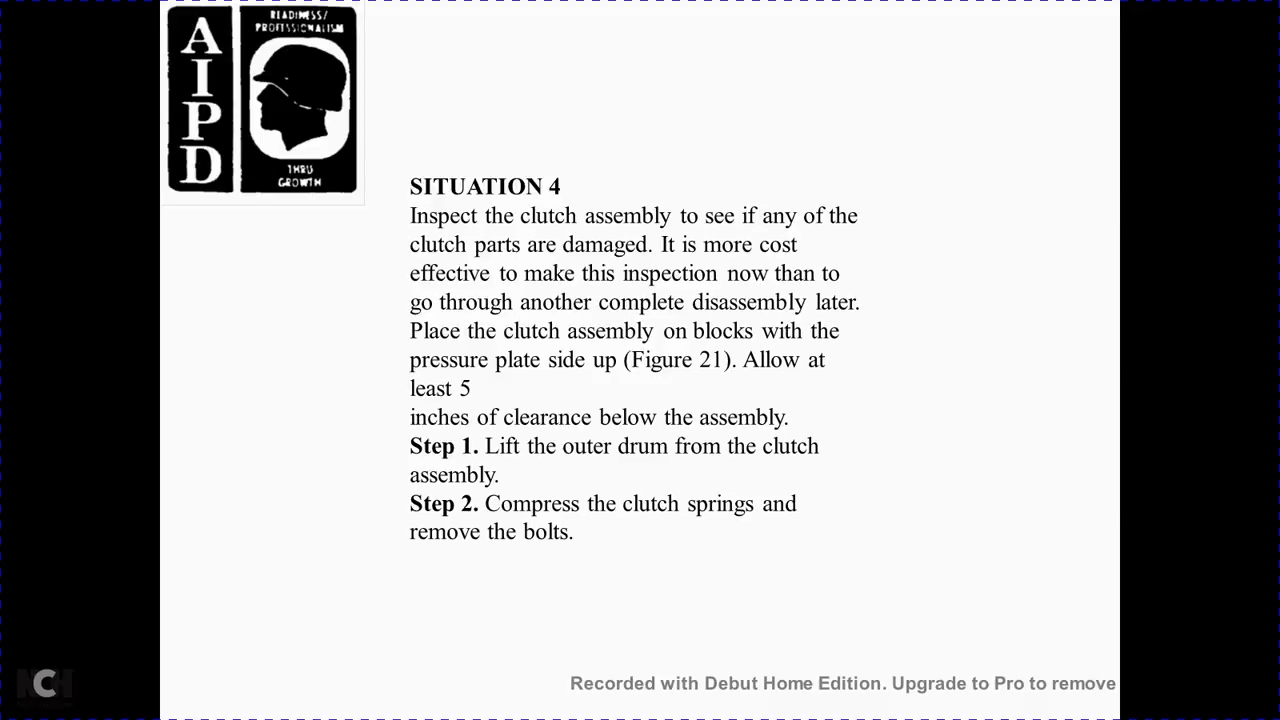 AIPD
READINESS/
PROFESSIONALISM
THRU
GROWTH
SITUATION 4
Inspect the clutch assembly to see if any of the
clutch parts are damaged. It is more cost
effective to make this inspection now than to
go through another complete disassembly later.
Place the clutch assembly on blocks with the
pressure plate side up (Figure 21). Allow at
least 5
inches of clearance below the assembly.
Step 1. Lift the outer drum from the clutch
assembly.
Step 2. Compress the clutch springs and
remove the bolts.
NCH
Recorded with Debut Home Edition. Upgrade to Pro to remove